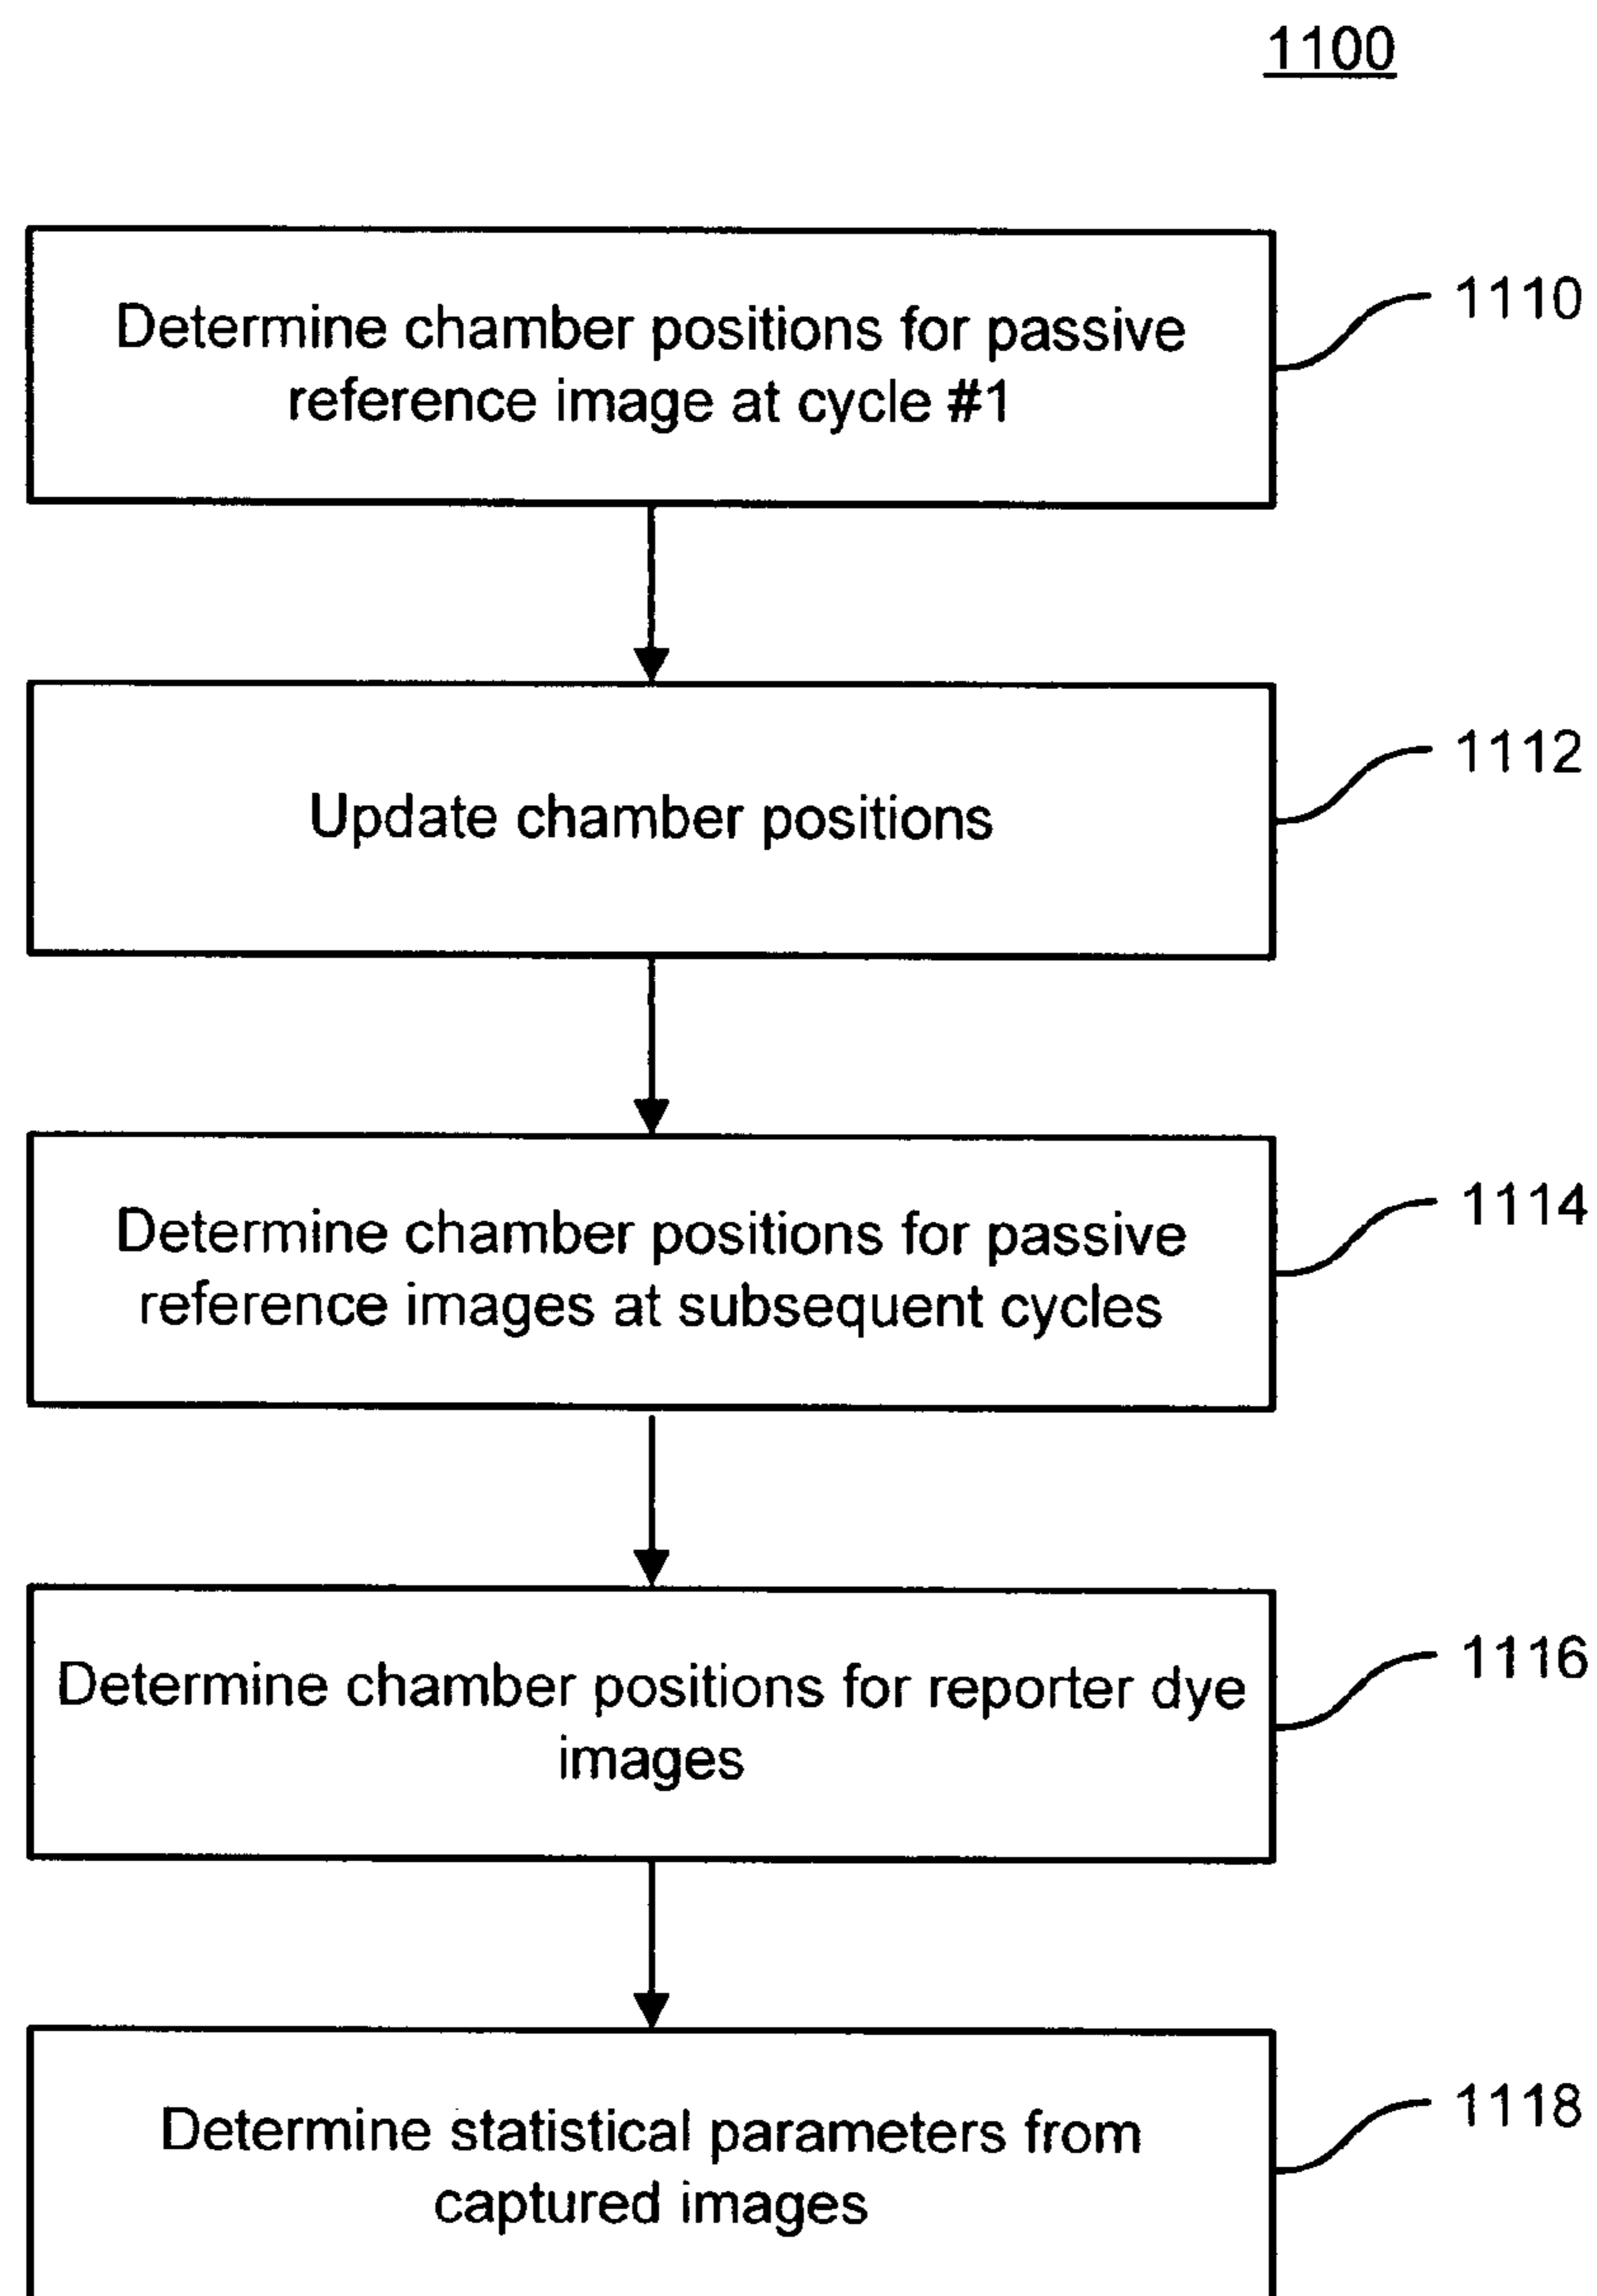 1100
Determine chamber positions for passive
reference image at cycle #1
1110
Update chamber positions
1112
Determine chamber positions for passive
reference images at subsequent cycles
1114
Determine chamber positions for reporter dye
images
1116
Determine statistical parameters from
captured images
1118